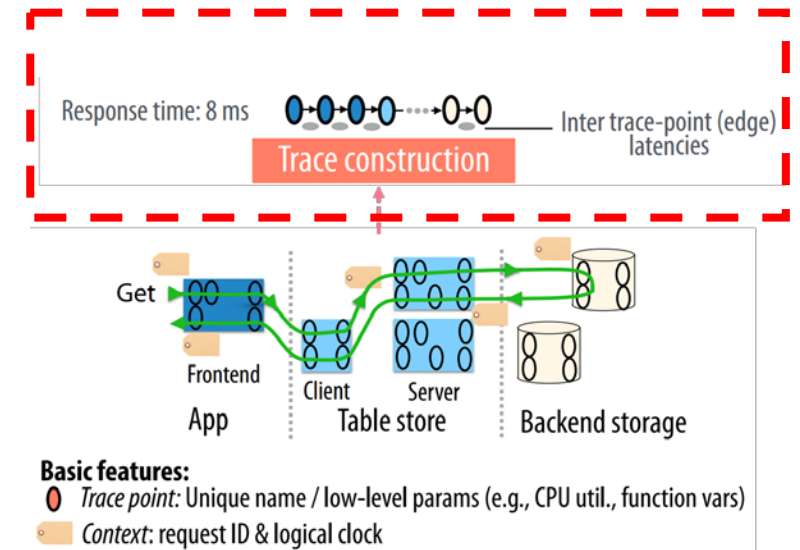 Response time: 8 ms
Inter trace-point (edge)
latencies
Trace construction
Get
Frontend
Client
Server
App
Table store
Backend storage
Basic features:
Trace point: Unique name / low-level params (e.g., CPU util., function vars)
Context: request ID & logical clock